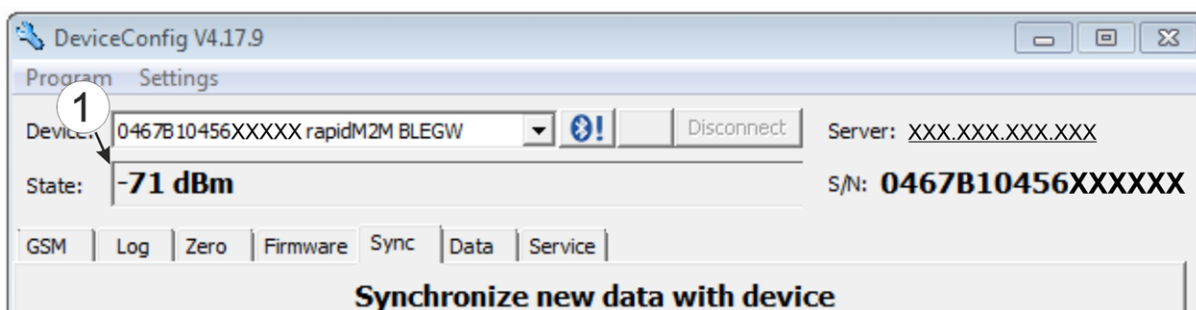 DeviceConfig V4.17.9
Program Settings
1
Device: 0467B10456XXXXX rapidM2M BLEGW Disconnect Server: XXX.XXX.XXX.XXX
State: -71 dBm S/N: 0467B10456XXXXXX
GSM Log Zero Firmware Sync Data Service
Synchronize new data with device